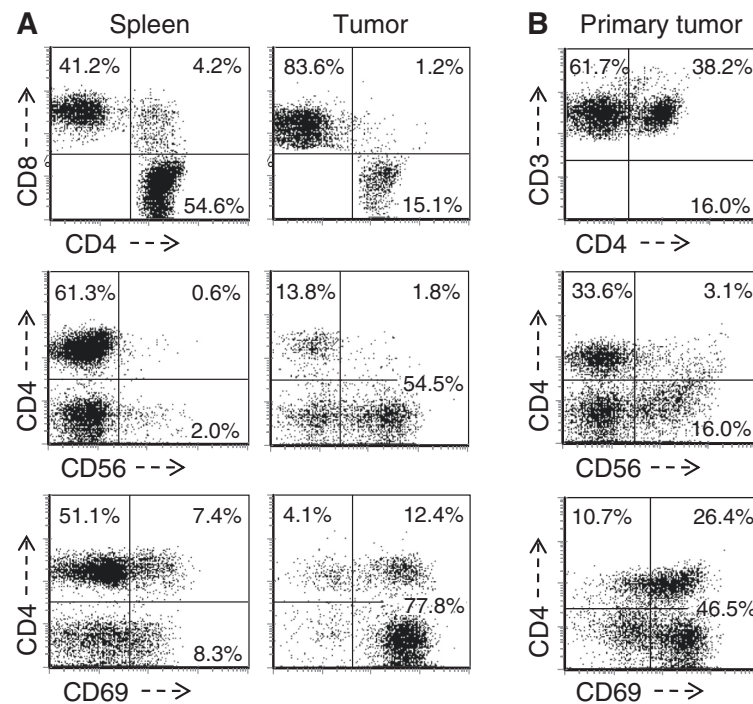 A Spleen Tumor B Primary tumor
41.2% 4.2% 83.6% 1.2% 61.7% 38.2%
CD8 CD3
54.6% 15.1% 16.0%
CD4 CD4
61.3% 0.6% 13.8% 1.8% 33.6% 3.1%
CD4 54.5% CD4
2.0% 16.0%
CD56 CD56
51.1% 7.4% 4.1% 12.4% 10.7% 26.4%
CD4 77.8% CD4 46.5%
8.3%
CD69 CD69